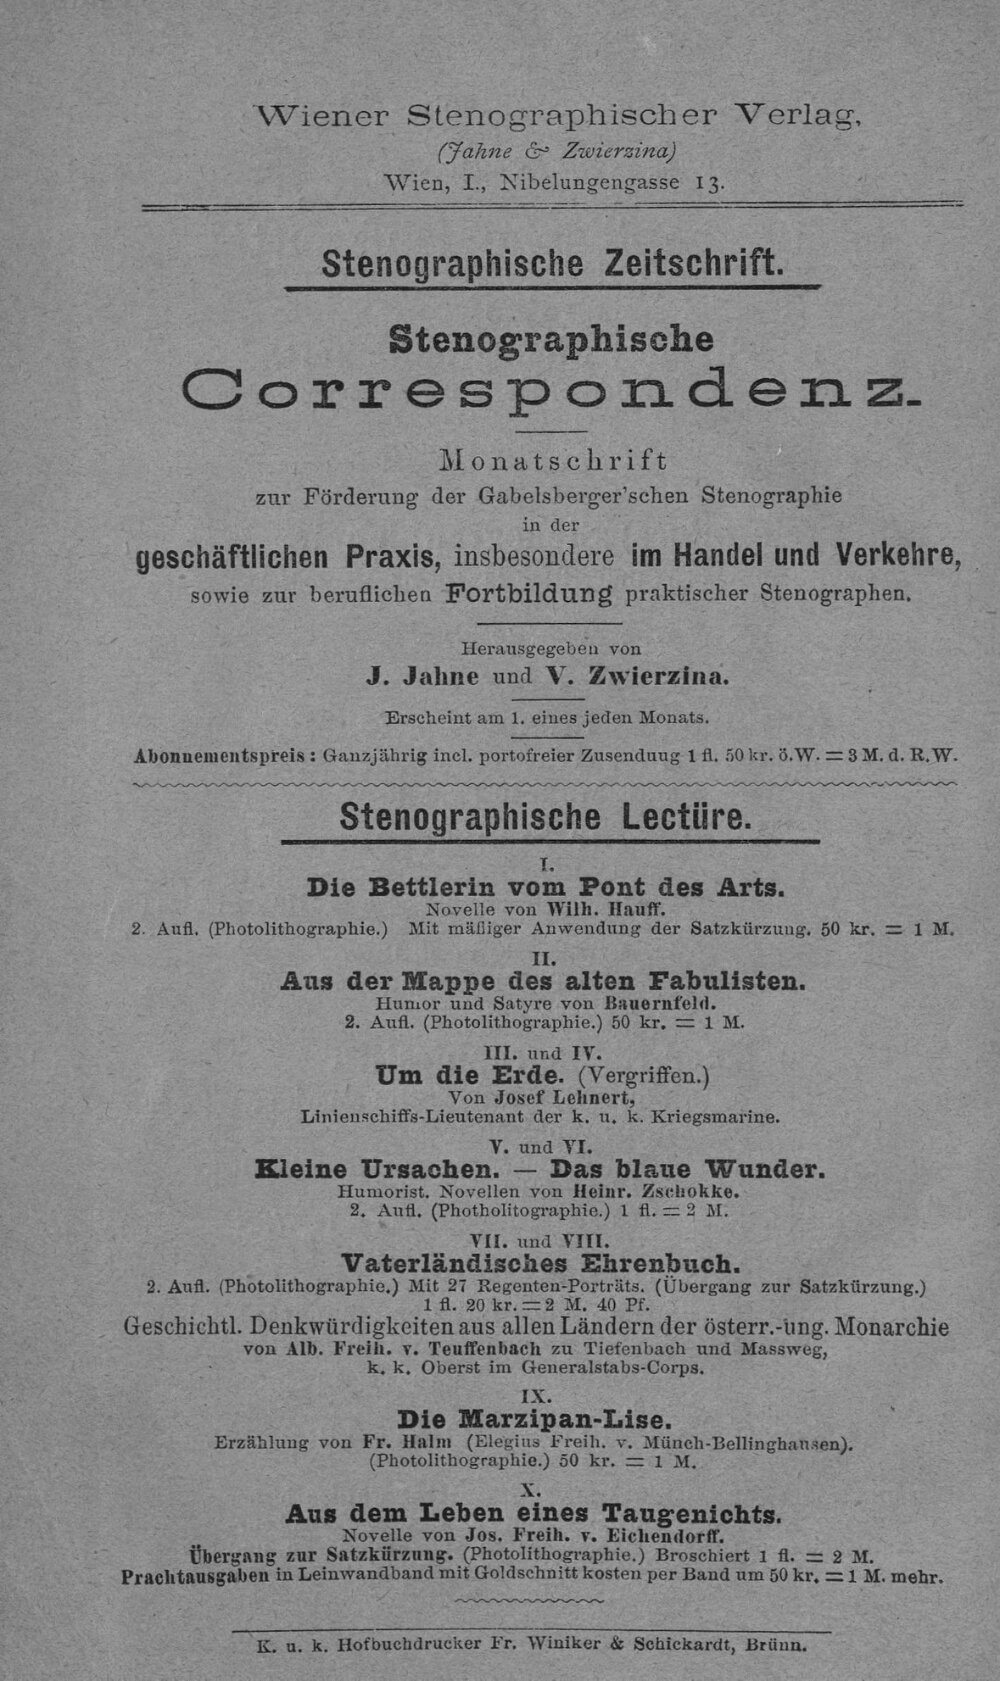 Wiener Stenographischer Verlag,
(Jahne & Zwierzina)
Wien, I., Nibelungengasse 13.
Stenographische Zeitschrift.
Stenographische
Correspondenz.
Monatschrift
zur Förderung der Gabelsberger'schen Stenographie
in der
geschäftlichen Praxis, insbesondere im Handel und Verkehre,
sowie zur beruflichen Fortbildung praktischer Stenographen.
Herausgegeben von
J. Jahne und V. Zwierzina.
Erscheint am 1. eines jeden Monats.
Abonnementspreis: Ganzjährig incl. portofreier Zusendung 1 fl. 50 kr. ö.W. = 3 M. d. R.W.
Stenographische Lectüre.
I.
Die Bettlerin vom Pont des Arts.
Novelle von Wilh. Hauff.
2. Aufl. (Photolithographie.) Mit mäßiger Anwendung der Satzkürzung. 50 kr. = 1 M.
II.
Aus der Mappe des alten Fabulisten.
Humor und Satyre von Bauernfeld.
2. Aufl. (Photolithographie.) 50 kr. = 1 M.
III. und IV.
Um die Erde. (Vergriffen.)
Von Josef Lehnert,
Linienschiffs-Lieutenant der k. u. k. Kriegsmarine.
V. und VI.
Kleine Ursachen. — Das blaue Wunder.
Humorist. Novellen von Heinr. Zschokke.
2. Aufl. (Photholitographie.) 1 fl. = 2 M.
VII. und VIII.
Vaterländisches Ehrenbuch.
2. Aufl. (Photolithographie.) Mit 27 Regenten-Porträts. (Übergang zur Satzkürzung.)
1 fl. 20 kr. = 2 M. 40 Pf.
Geschichtl. Denkwürdigkeiten aus allen Ländern der österr.-ung. Monarchie
von Alb. Freih. v. Teuffenbach zu Tiefenbach und Massweg,
k. k. Oberst im Generalstabs-Corps.
IX.
Die Marzipan-Lise.
Erzählung von Fr. Halm (Elegius Freih. v. Münch-Bellinghausen).
(Photolithographie.) 50 kr. = 1 M.
X.
Aus dem Leben eines Taugenichts.
Novelle von Jos. Freih. v. Eichendorff.
Übergang zur Satzkürzung. (Photolithographie.) Broschiert 1 fl. = 2 M.
Prachtausgaben in Leinwandband mit Goldschnitt kosten per Band um 50 kr. = 1 M. mehr.
K. u. k. Hofbuchdrucker Fr. Winiker & Schickardt, Brünn.